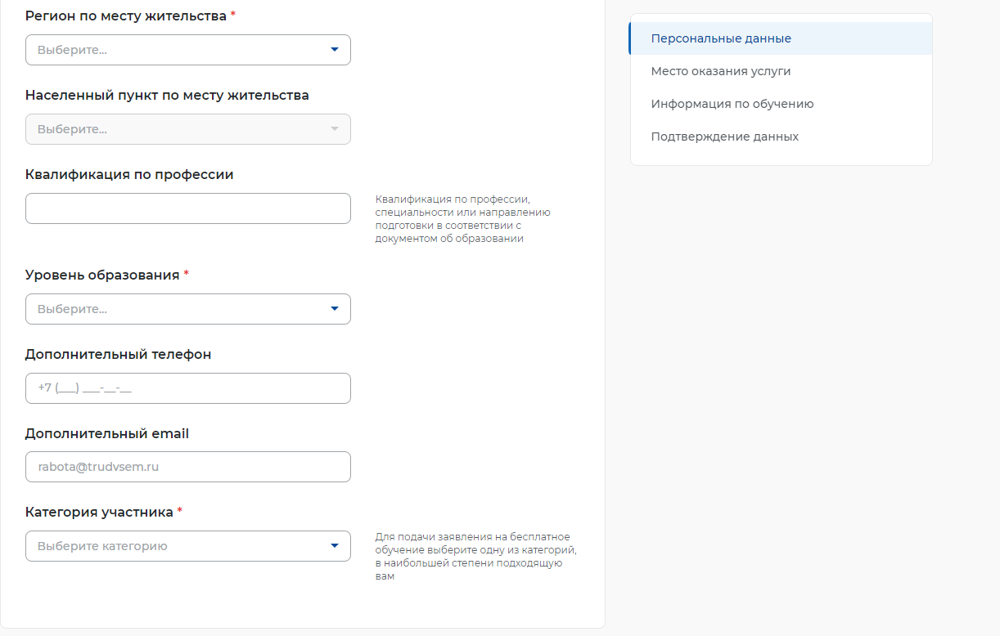 Регион по месту жительства *
Выберите...
Населенный пункт по месту жительства
Выберите...
Квалификация по профессии
Квалификация по профессии,
специальности или направлению
подготовки в соответствии с
документом об образовании
Уровень образования *
Выберите...
Дополнительный телефон
+7 (___) ___-__-__
Дополнительный email
rabota@trudvsem.ru
Категория участника *
Выберите категорию
Для подачи заявления на бесплатное
обучение выберите одну из категорий,
в наибольшей степени подходящую
вам
Персональные данные
Место оказания услуги
Информация по обучению
Подтверждение данных